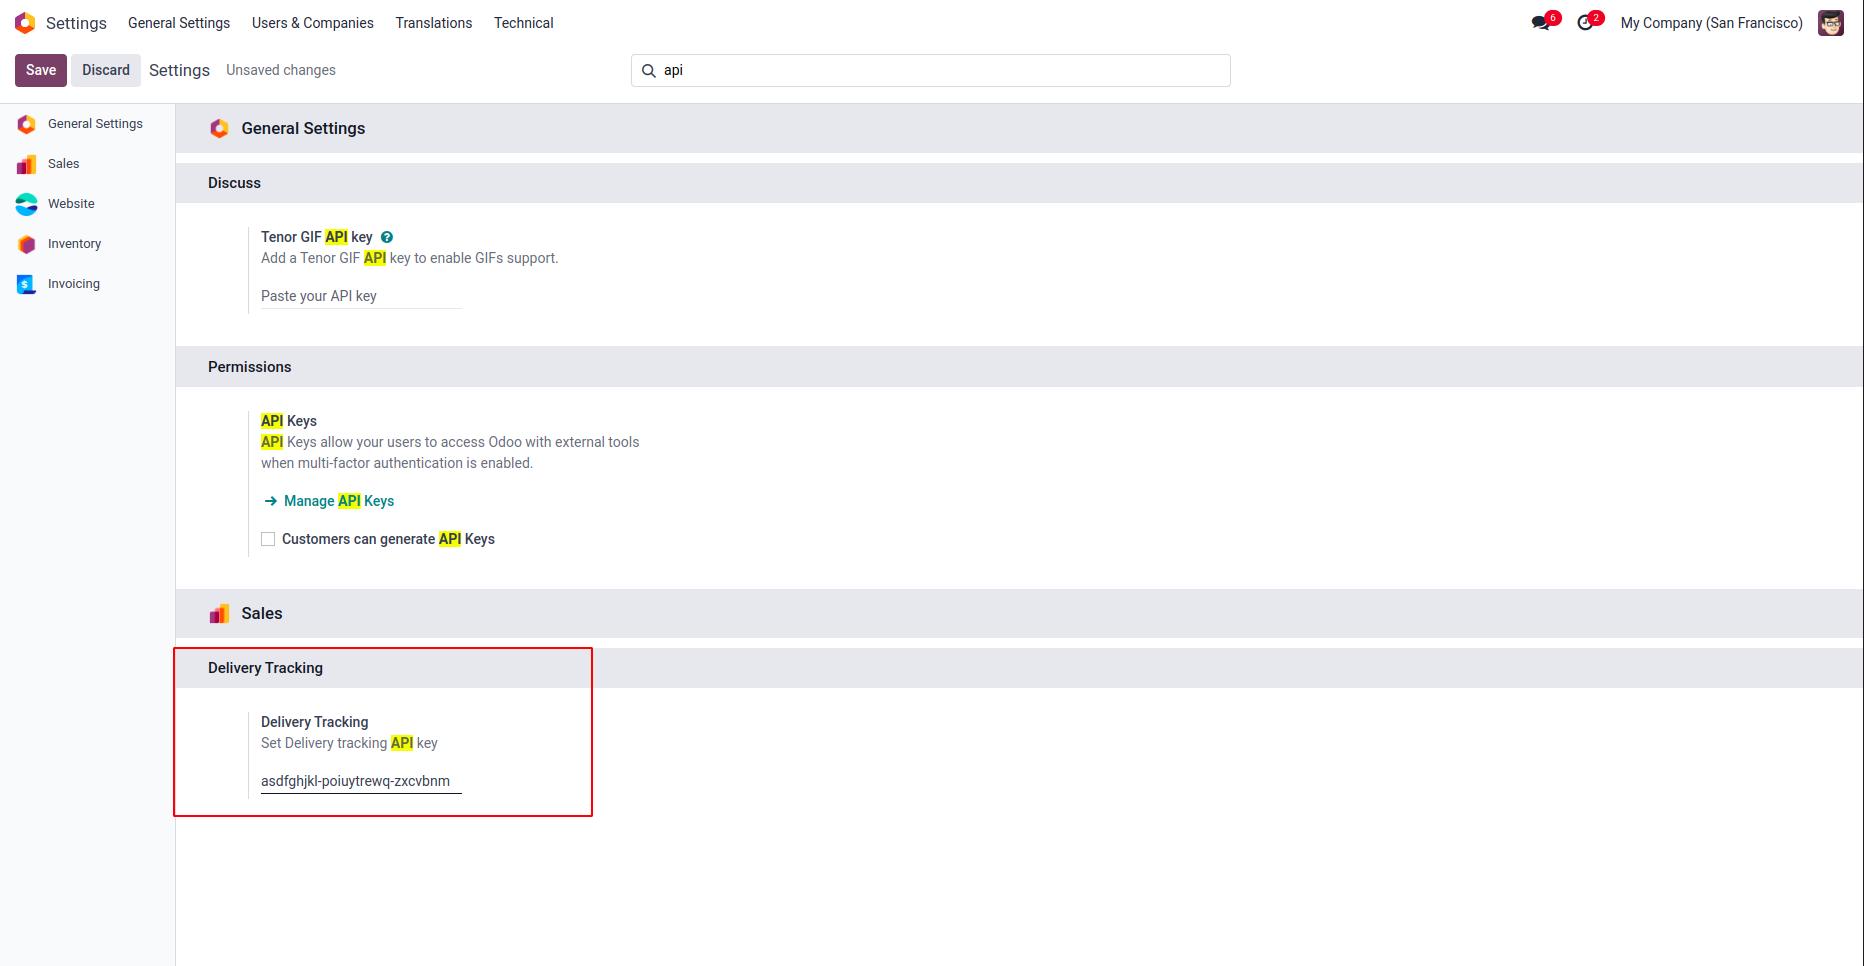 Settings General Settings Users & Companies Translations Technical 6 2 My Company (San Francisco)
Save Discard Settings Unsaved changes api
General Settings
Sales
Website
Inventory
$ Invoicing
General Settings
Discuss
Tenor GIF API key ?
Add a Tenor GIF API key to enable GIFs support.
Paste your API key
Permissions
API Keys
API Keys allow your users to access Odoo with external tools
when multi-factor authentication is enabled.
Manage API Keys
Customers can generate API Keys
Sales
Delivery Tracking
Delivery Tracking
Set Delivery tracking API key
asdfghjkl-poiuytrewq-zxcvbnm